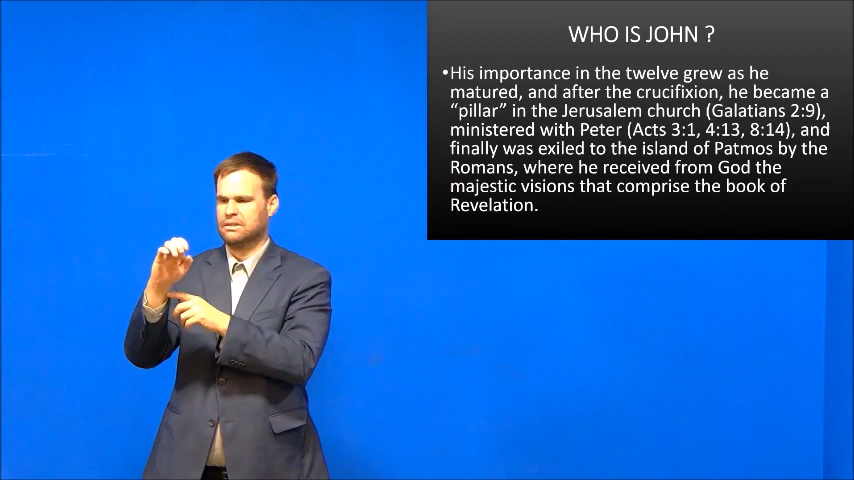 WHO IS JOHN ?
•His importance in the twelve grew as he
matured, and after the crucifixion, he became a
“pillar” in the Jerusalem church (Galatians 2:9),
ministered with Peter (Acts 3:1, 4:13, 8:14), and
finally was exiled to the island of Patmos by the
Romans, where he received from God the
majestic visions that comprise the book of
Revelation.